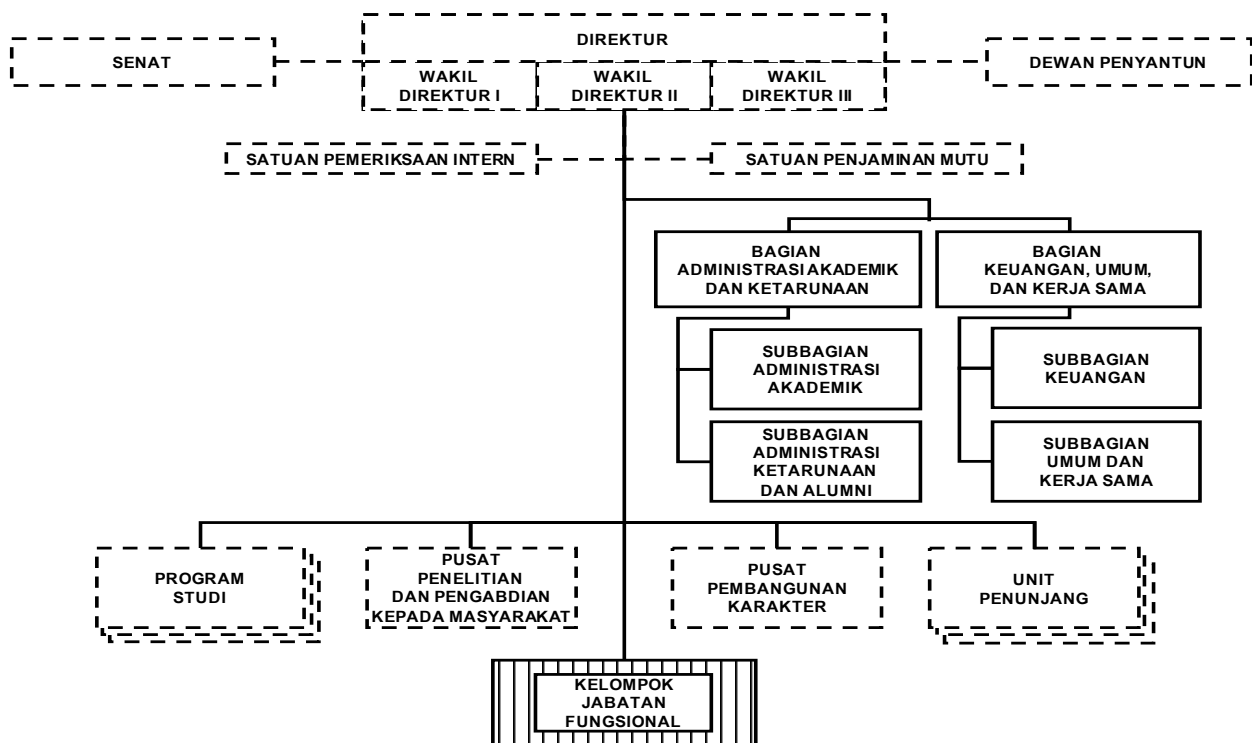 DIREKTUR
SENAT
DEWAN PENYANTUN
WAKIL
DIREKTUR I
WAKIL
DIREKTUR II
WAKIL
DIREKTUR III
SATUAN PEMERIKSAAN INTERN
SATUAN PENJAMINAN MUTU
BAGIAN
ADMINISTRASI AKADEMIK
DAN KETARUNAAN
BAGIAN
KEUANGAN, UMUM,
DAN KERJA SAMA
SUBBAGIAN
ADMINISTRASI
AKADEMIK
SUBBAGIAN
KEUANGAN
SUBBAGIAN
ADMINISTRASI
KETARUNAAN
DAN ALUMNI
SUBBAGIAN
UMUM DAN
KERJA SAMA
PROGRAM
STUDI
PUSAT
PENELITIAN
DAN PENGABDIAN
KEPADA MASYARAKAT
PUSAT
PEMBANGUNAN
KARAKTER
UNIT
PENUNJANG
KELOMPOK
JABATAN
FUNGSIONAL